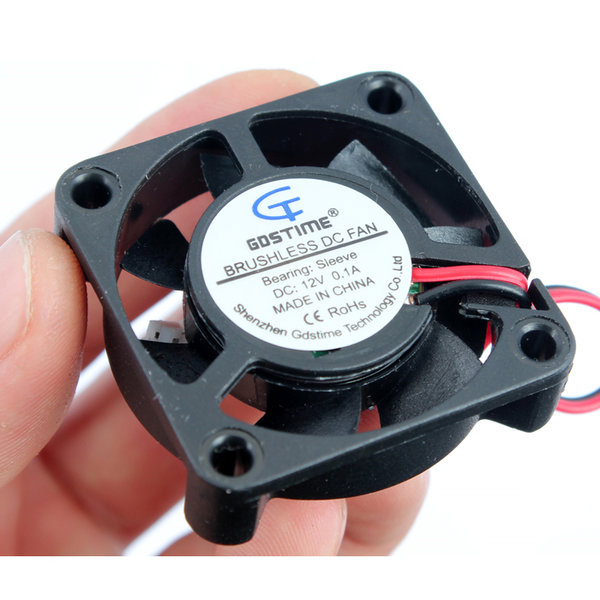 GDSTIME®
BRUSHLESS DC FAN
Bearing: Sleeve
DC: 12V 0.1A
MADE IN CHINA
CE RoHs
Shenzhen Gdstime Technology Co.,Ltd